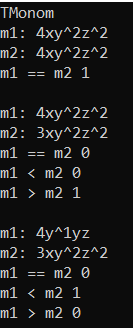 TMonom
m1: 4xy^2z^2
m2: 4xy^2z^2
m1 == m2 1

m1: 4xy^2z^2
m2: 3xy^2z^2
m1 == m2 0
m1 < m2 0
m1 > m2 1

m1: 4y^1yz
m2: 3xy^2z^2
m1 == m2 0
m1 < m2 1
m1 > m2 0